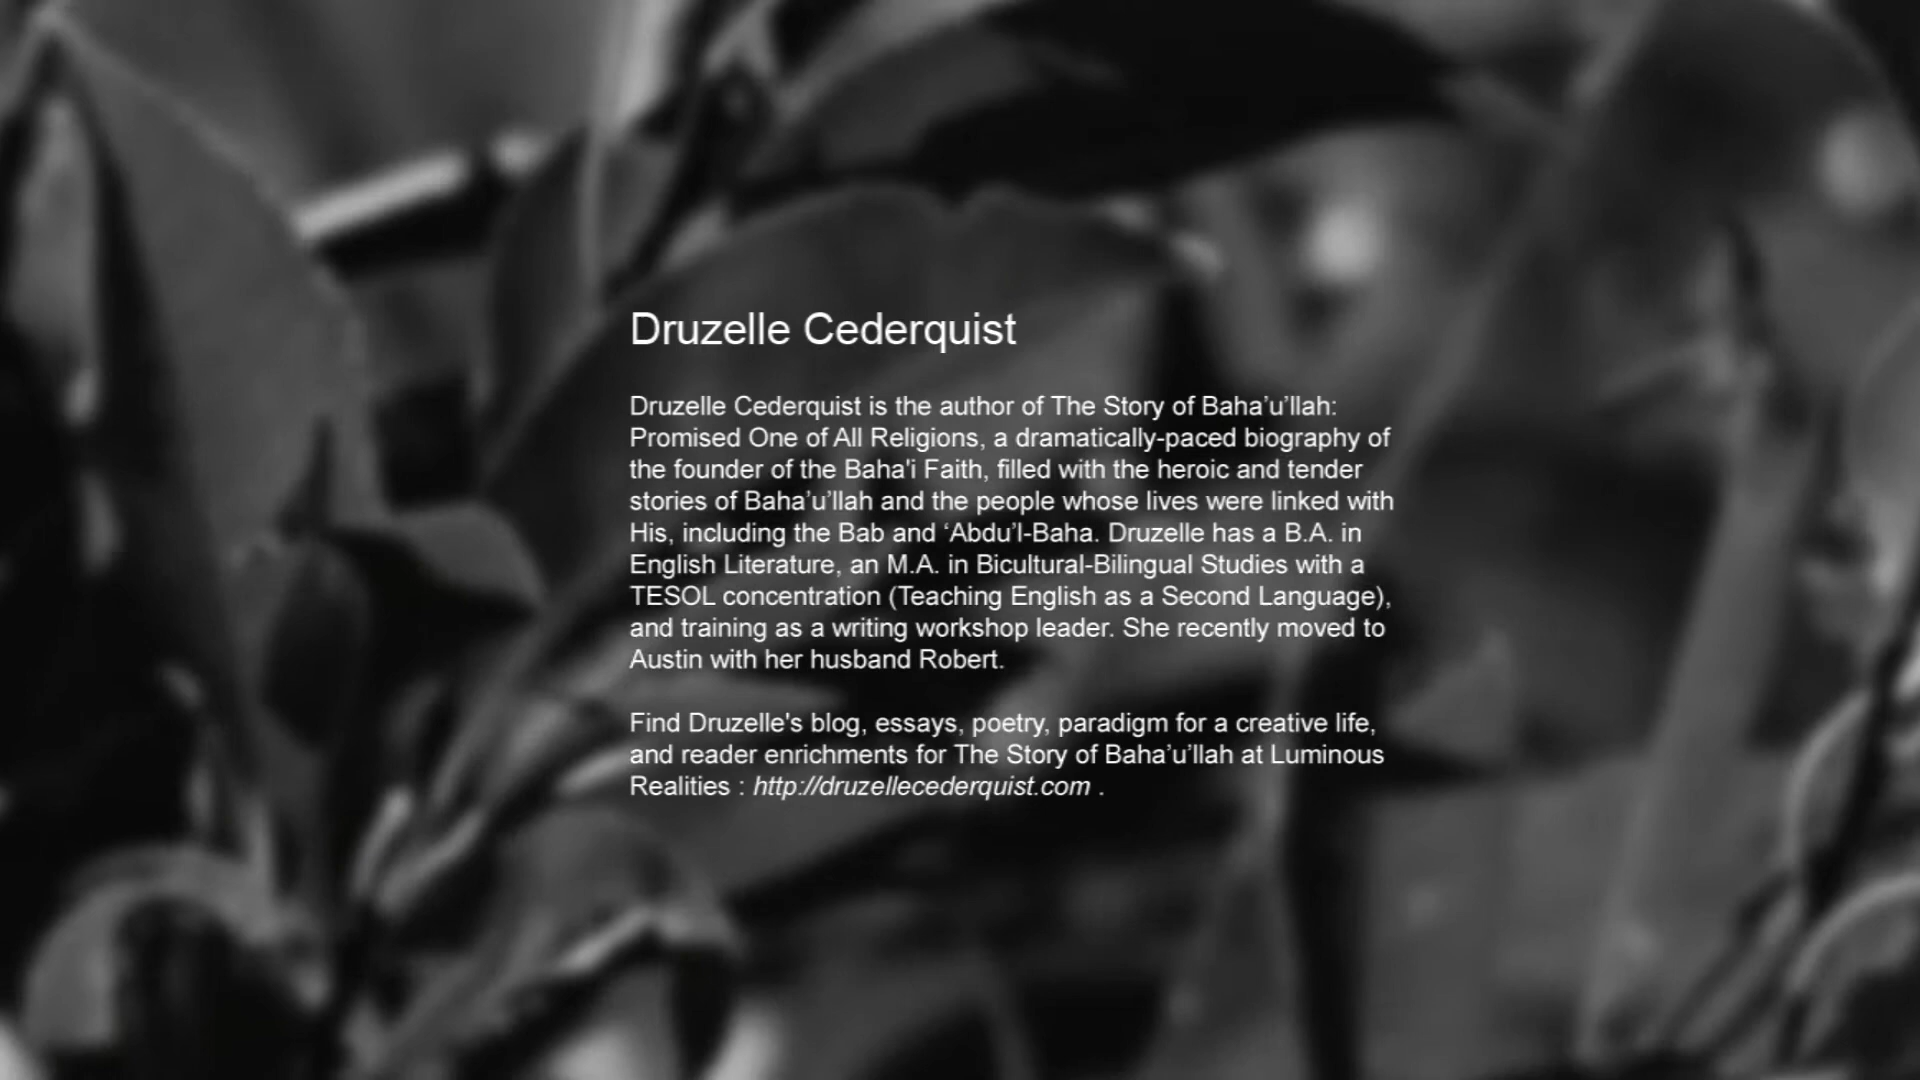 Druzelle Cederquist
Druzelle Cederquist is the author of The Story of Baha’u’llah:
Promised One of All Religions, a dramatically-paced biography of
the founder of the Baha'i Faith, filled with the heroic and tender
stories of Baha’u’llah and the people whose lives were linked with
His, including the Bab and ‘Abdu’l-Baha. Druzelle has a B.A. in
English Literature, an M.A. in Bicultural-Bilingual Studies with a
TESOL concentration (Teaching English as a Second Language),
and training as a writing workshop leader. She recently moved to
Austin with her husband Robert.
Find Druzelle's blog, essays, poetry, paradigm for a creative life,
and reader enrichments for The Story of Baha’u’llah at Luminous
Realities : http://druzellecederquist.com .